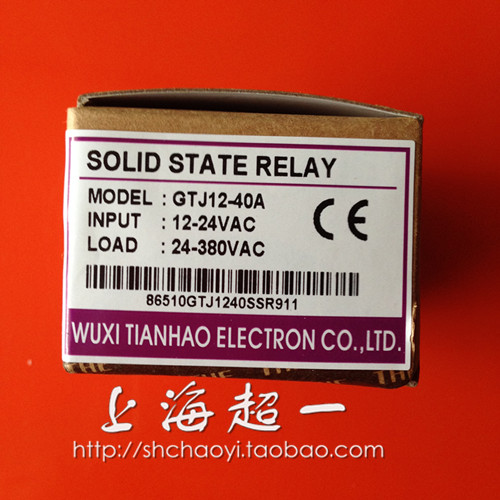 SOLID STATE RELAY
MODEL : GTJ12-40A
INPUT : 12-24VAC
LOAD : 24-380VAC
CE
86510GTJ1240SSR911
WUXI TIANHAO ELECTRON CO.,LTD.
THC
上海超一
http://shchaoyi.taobao.com